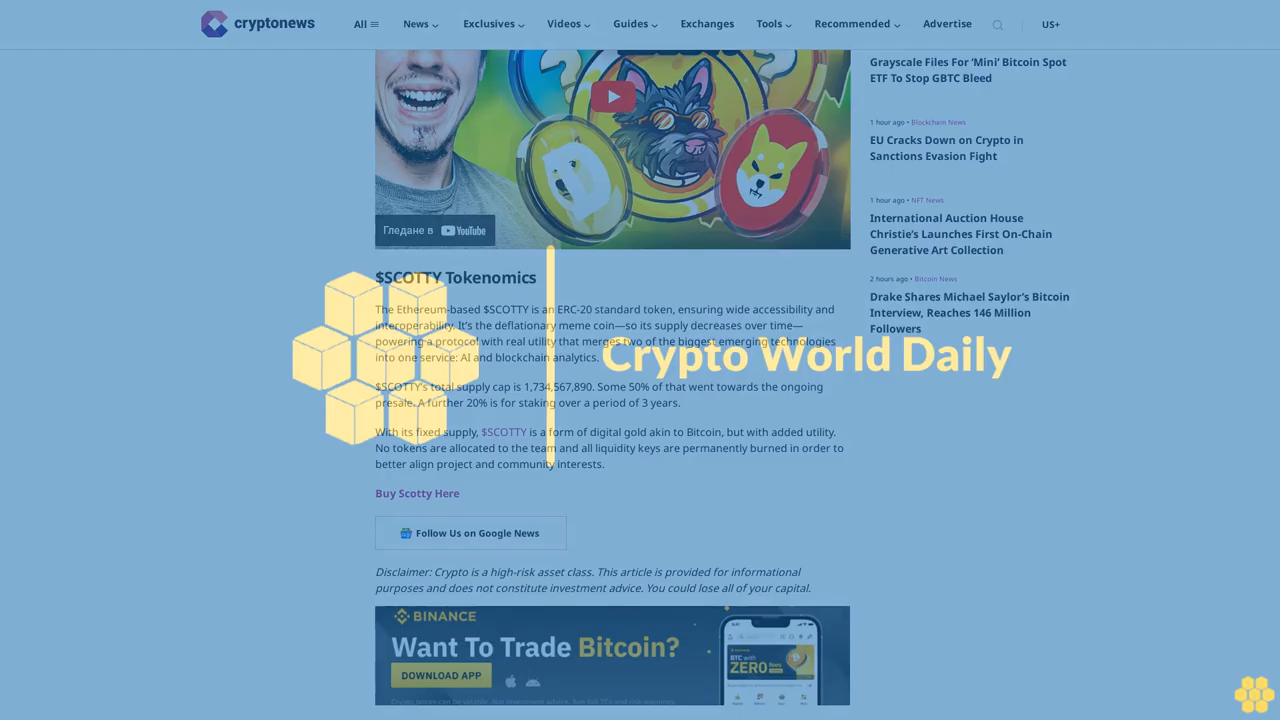 cryptonews
All
News
Exclusives
Videos
Guides
Exchanges
Tools
Recommended
Advertise
US+
Гледане в YouTube
$SCOTTY Tokenomics
The Ethereum-based $SCOTTY is an ERC-20 standard token, ensuring wide accessibility and
interoperability. It's the deflationary meme coin—so its supply decreases over time—
powering a protocol with real utility that merges two of the biggest emerging technologies
into one service: AI and blockchain analytics.
$SCOTTY's total supply cap is 1,734,567,890. Some 50% of that went towards the ongoing
presale. A further 20% is for staking over a period of 3 years.
With its fixed supply, $SCOTTY is a form of digital gold akin to Bitcoin, but with added utility.
No tokens are allocated to the team and all liquidity keys are permanently burned in order to
better align project and community interests.
Buy Scotty Here
Follow Us on Google News
Disclaimer: Crypto is a high-risk asset class. This article is provided for informational
purposes and does not constitute investment advice. You could lose all of your capital.
BINANCE
Want To Trade Bitcoin?
DOWNLOAD APP
BTC with
ZERO
Grayscale Files For 'Mini' Bitcoin Spot
ETF To Stop GBTC Bleed
1 hour ago • Blockchain News
EU Cracks Down on Crypto in
Sanctions Evasion Fight
1 hour ago • NFT News
International Auction House
Christie's Launches First On-Chain
Generative Art Collection
2 hours ago • Bitcoin News
Drake Shares Michael Saylor's Bitcoin
Interview, Reaches 146 Million
Followers
Crypto World Daily